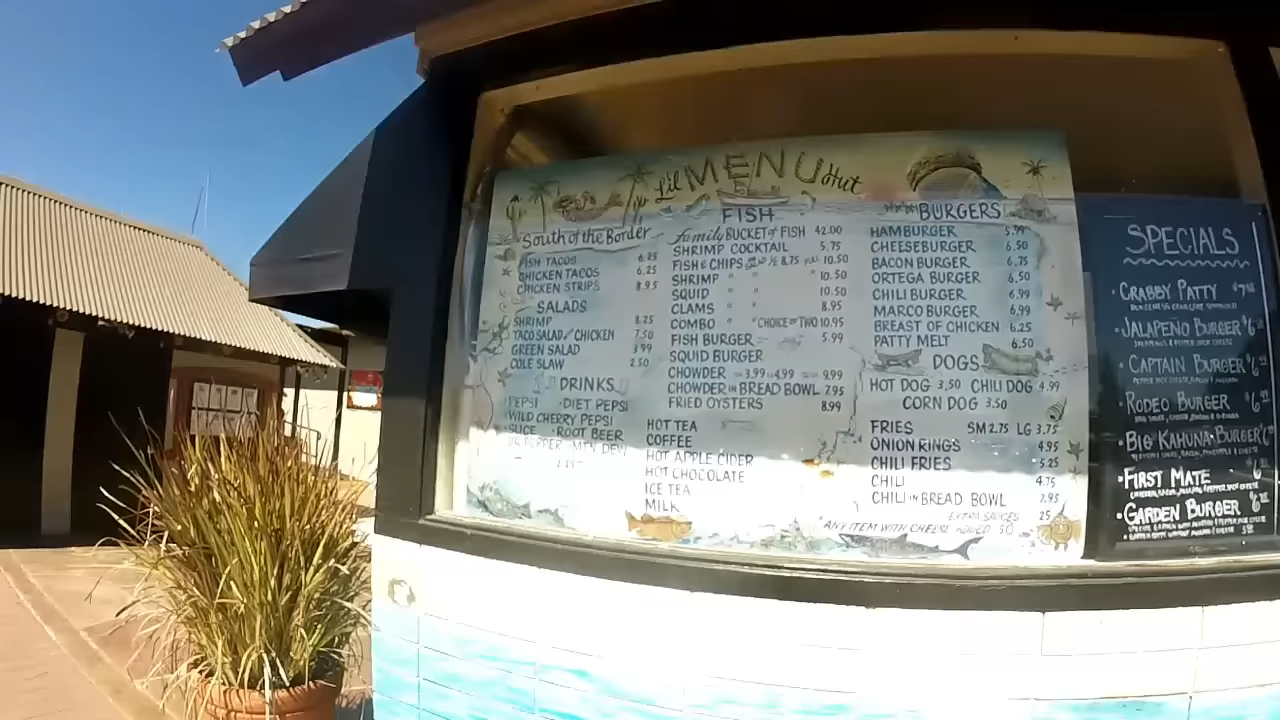 L'il MENU Hut
South of the Border
FISH TACOS 6.25
CHICKEN TACOS 6.25
CHICKEN STRIPS 8.95
SALADS
SHRIMP 8.25
TACO SALAD w/ CHICKEN 7.50
GREEN SALAD 3.99
COLE SLAW 2.50
DRINKS
PEPSI DIET PEPSI
WILD CHERRY PEPSI
SLICE ROOT BEER
DR PEPPER MTN DEW
FISH
Family BUCKET of FISH 42.00
SHRIMP COCKTAIL 5.75
FISH & CHIPS 1/2 8.75 FULL 10.50
SHRIMP " " 10.50
SQUID " " 10.50
CLAMS " " 8.95
COMBO " "CHOICE OF TWO 10.95
FISH BURGER 5.99
SQUID BURGER
CHOWDER 3.99 4.99 9.99
CHOWDER IN BREAD BOWL 7.95
FRIED OYSTERS 8.99
HOT TEA
COFFEE
HOT APPLE CIDER
HOT CHOCOLATE
ICE TEA
MILK
BURGERS
HAMBURGER 5.99
CHEESEBURGER 6.50
BACON BURGER 6.75
ORTEGA BURGER 6.50
CHILI BURGER 6.99
MARCO BURGER 6.99
BREAST OF CHICKEN 6.25
PATTY MELT 6.50
DOGS
HOT DOG 3.50 CHILI DOG 4.99
CORN DOG 3.50
FRIES SM 2.75 LG 3.75
ONION RINGS 4.95
CHILI FRIES 5.25
CHILI 4.75
CHILI IN BREAD BOWL 7.95
EXTRA SAUCES 25
ANY ITEM WITH CHEESE ADD 50
SPECIALS
CRABBY PATTY
JALAPEÑO BURGER
CAPTAIN BURGER
RODEO BURGER
BIG KAHUNA BURGER
FIRST MATE
GARDEN BURGER